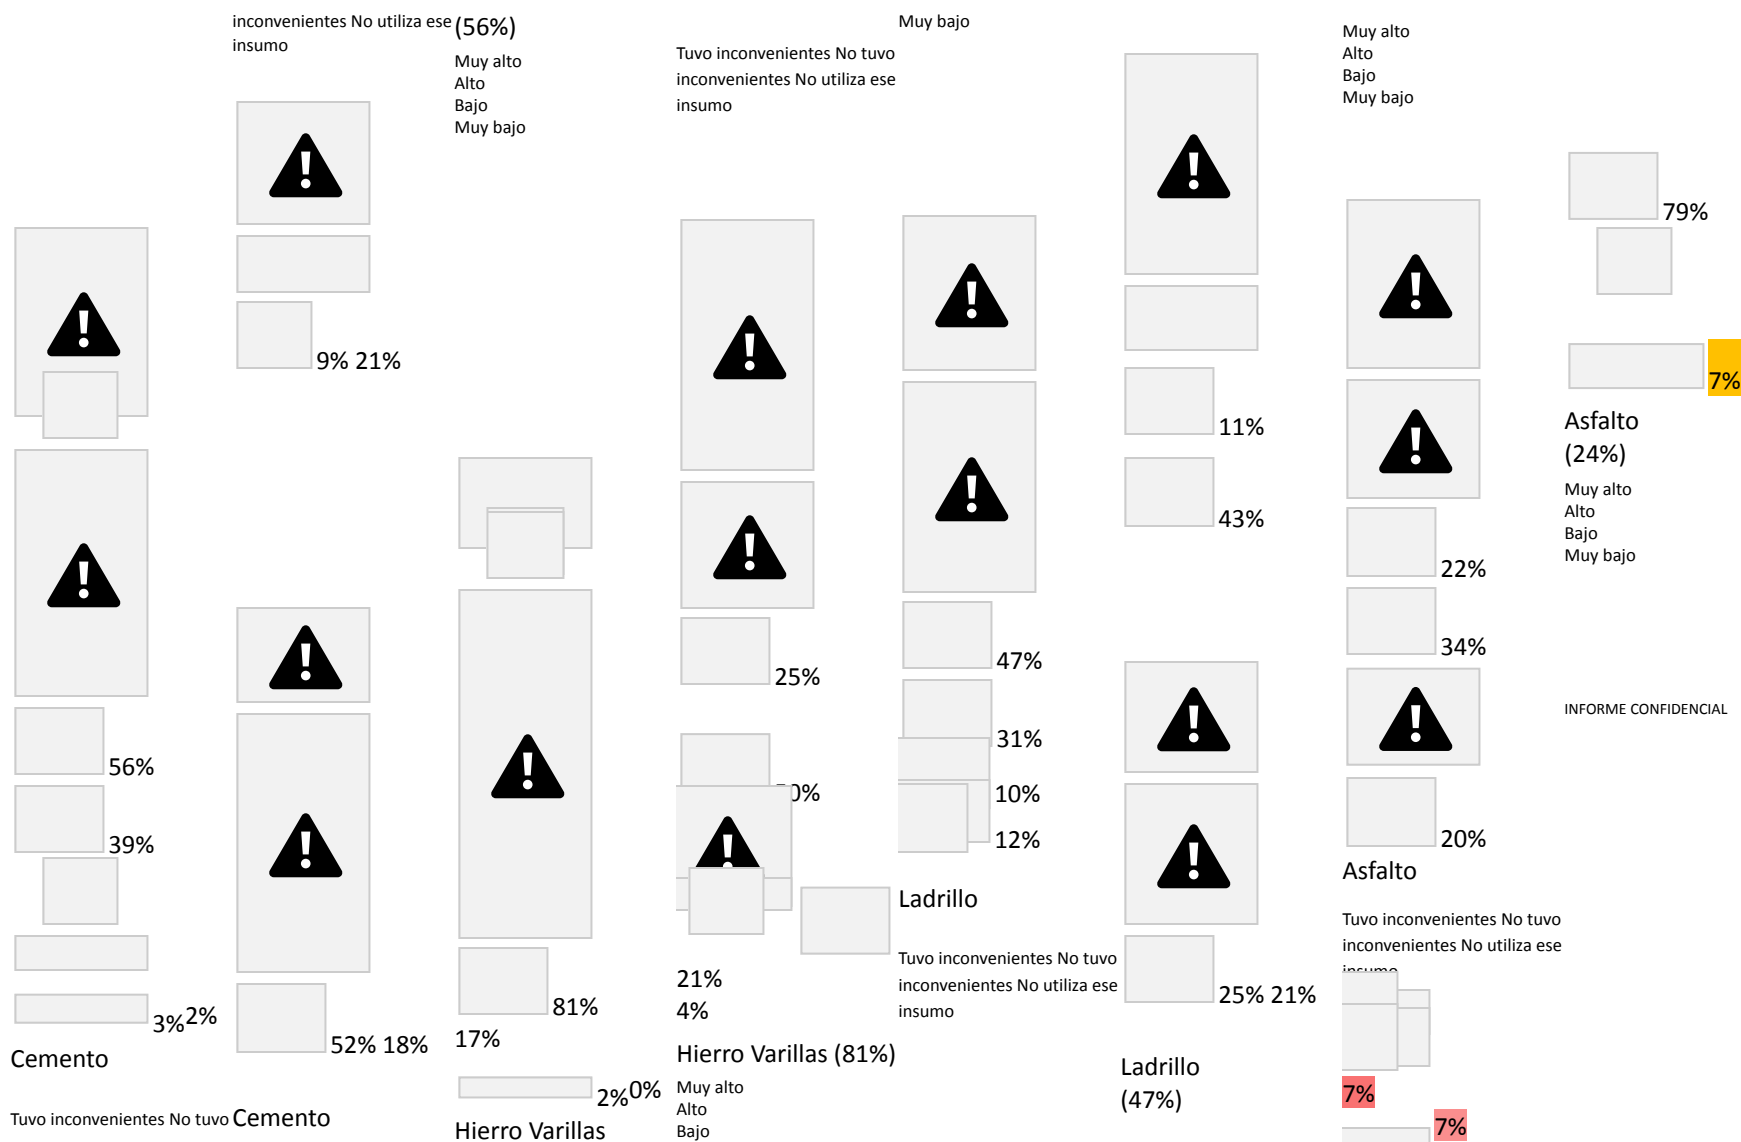 56%
39%
3%2%
Cemento
Tuvo inconvenientes No tuvo
inconvenientes No utiliza ese
insumo
9% 21%
52% 18%
Cemento
(56%)
Muy alto
Alto
Bajo
Muy bajo
81%
17%
2%0%
Hierro Varillas
Tuvo inconvenientes No tuvo
inconvenientes No utiliza ese
insumo
25%
21%
4%
Hierro Varillas (81%)
Muy alto
Alto
Bajo
Muy bajo
47%
31%
10%
12%
Ladrillo
Tuvo inconvenientes No tuvo
inconvenientes No utiliza ese
insumo
11%
43%
25% 21%
Ladrillo
(47%)
Muy alto
Alto
Bajo
Muy bajo
22%
34%
20%
Asfalto
Tuvo inconvenientes No tuvo
inconvenientes No utiliza ese
insumo
7%
7%
79%
7%
Asfalto
(24%)
Muy alto
Alto
Bajo
Muy bajo
INFORME CONFIDENCIAL